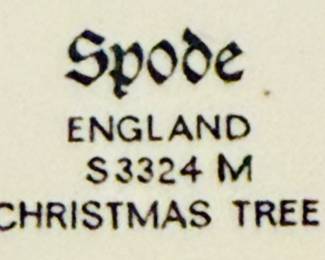 Spode
ENGLAND
S3324 M
CHRISTMAS TREE